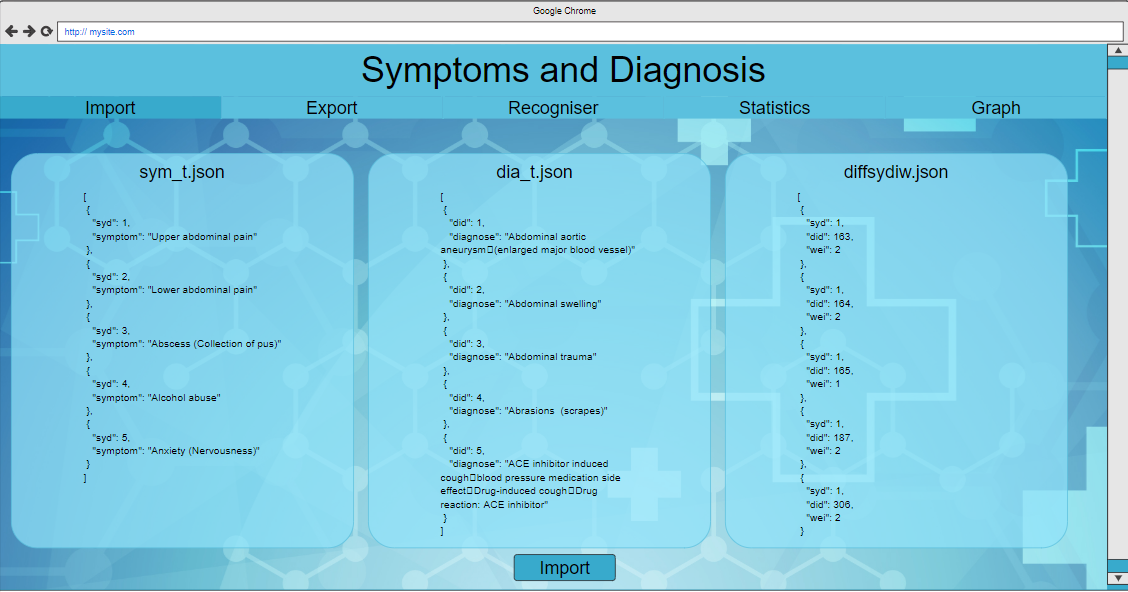 Google Chrome
http:// mysite.com
Symptoms and Diagnosis
Import Export Recogniser Statistics Graph
sym_t.json
[
{
"syd": 1,
"symptom": "Upper abdominal pain"
},
{
"syd": 2,
"symptom": "Lower abdominal pain"
},
{
"syd": 3,
"symptom": "Abscess (Collection of pus)"
},
{
"syd": 4,
"symptom": "Alcohol abuse"
},
{
"syd": 5,
"symptom": "Anxiety (Nervousness)"
}
]
dia_t.json
[
{
"did": 1,
"diagnose": "Abdominal aortic
aneurysm▯(enlarged major blood vessel)"
},
{
"did": 2,
"diagnose": "Abdominal swelling"
},
{
"did": 3,
"diagnose": "Abdominal trauma"
},
{
"did": 4,
"diagnose": "Abrasions  (scrapes)"
},
{
"did": 5,
"diagnose": "ACE inhibitor induced
cough▯blood pressure medication side
effect▯Drug-induced cough▯Drug
reaction: ACE inhibitor"
}
]
diffsydiw.json
[
{
"syd": 1,
"did": 163,
"wei": 2
},
{
"syd": 1,
"did": 164,
"wei": 2
},
{
"syd": 1,
"did": 165,
"wei": 1
},
{
"syd": 1,
"did": 187,
"wei": 2
},
{
"syd": 1,
"did": 306,
"wei": 2
}
Import